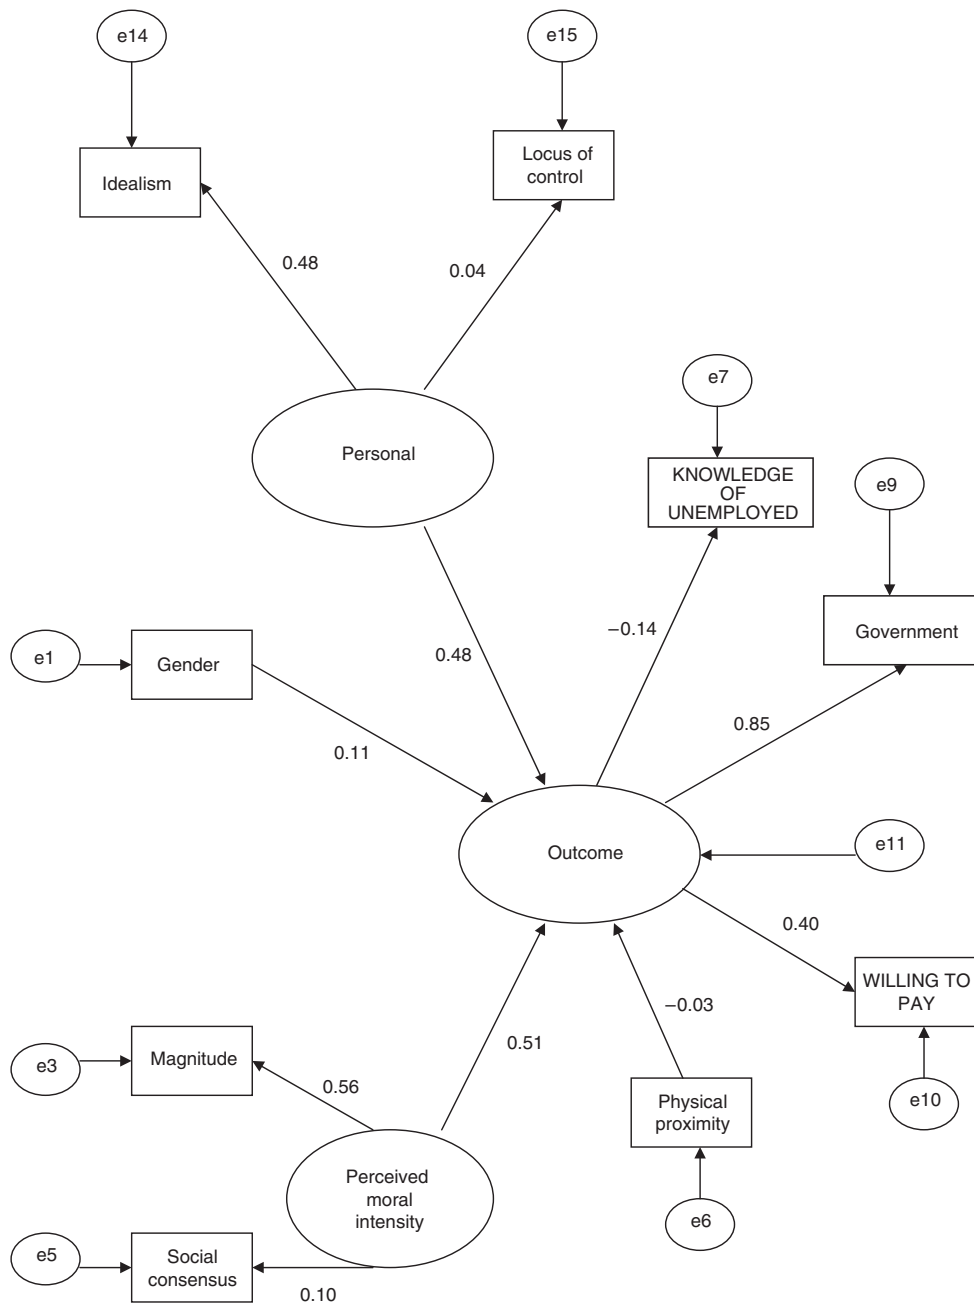 e14
e15
Idealism
Locus of
control
0.48
0.04
Personal
e7
KNOWLEDGE
OF
UNEMPLOYED
e9
Government
e1
Gender
0.48
−0.14
0.11
0.85
Outcome
e11
0.40
WILLING TO
PAY
e10
−0.03
0.51
e3
Magnitude
0.56
Physical
proximity
Perceived
moral
intensity
e6
e5
Social
consensus
0.10